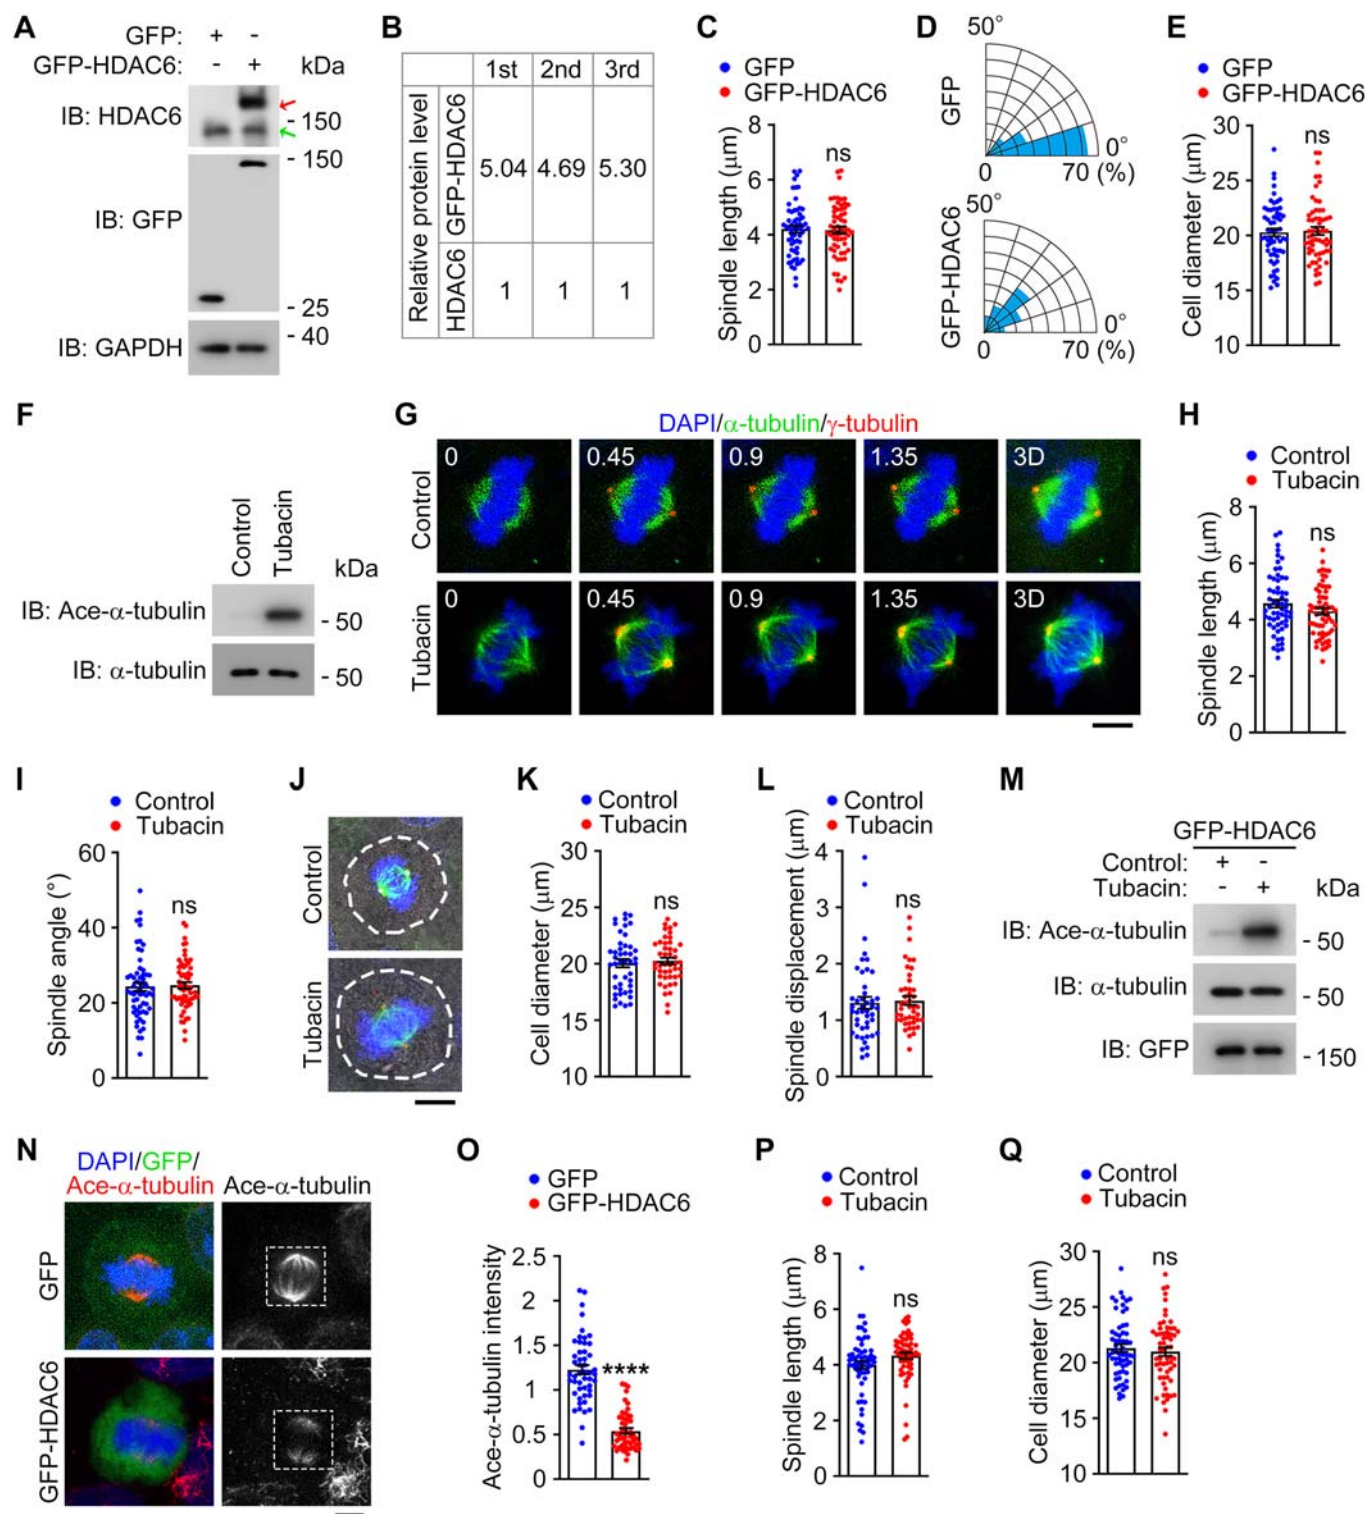 A
GFP: + -
GFP-HDAC6: - + kDa
IB: HDAC6
- 150
- 150
IB: GFP
- 25
- 40
IB: GAPDH
B
1st 2nd 3rd
Relative protein level
GFP-HDAC6
5.04 4.69 5.30
HDAC6
1 1 1
C
GFP
GFP-HDAC6
Spindle length (μm)
8
6
4
2
0
ns
D
50°
GFP
0°
0 70 (%)
50°
GFP-HDAC6
0°
0 70 (%)
E
GFP
GFP-HDAC6
Cell diameter (μm)
30
25
20
15
10
ns
F
Control
Tubacin
kDa
IB: Ace-α-tubulin
- 50
IB: α-tubulin
- 50
G
DAPI/α-tubulin/γ-tubulin
Control
0 0.45 0.9 1.35 3D
Tubacin
0 0.45 0.9 1.35 3D
H
Control
Tubacin
Spindle length (μm)
8
6
4
2
0
ns
I
Control
Tubacin
Spindle angle (°)
60
40
20
0
ns
J
Control
Tubacin
K
Control
Tubacin
Cell diameter (μm)
30
25
20
15
10
ns
L
Control
Tubacin
Spindle displacement (μm)
4
3
2
1
0
ns
M
GFP-HDAC6
Control: + -
Tubacin: - + kDa
IB: Ace-α-tubulin
- 50
IB: α-tubulin
- 50
IB: GFP
- 150
N
DAPI/GFP/
Ace-α-tubulin Ace-α-tubulin
GFP
GFP-HDAC6
O
GFP
GFP-HDAC6
Ace-α-tubulin intensity
2.5
2
1.5
1
0.5
0
****
P
Control
Tubacin
Spindle length (μm)
8
6
4
2
0
ns
Q
Control
Tubacin
Cell diameter (μm)
30
25
20
15
10
ns